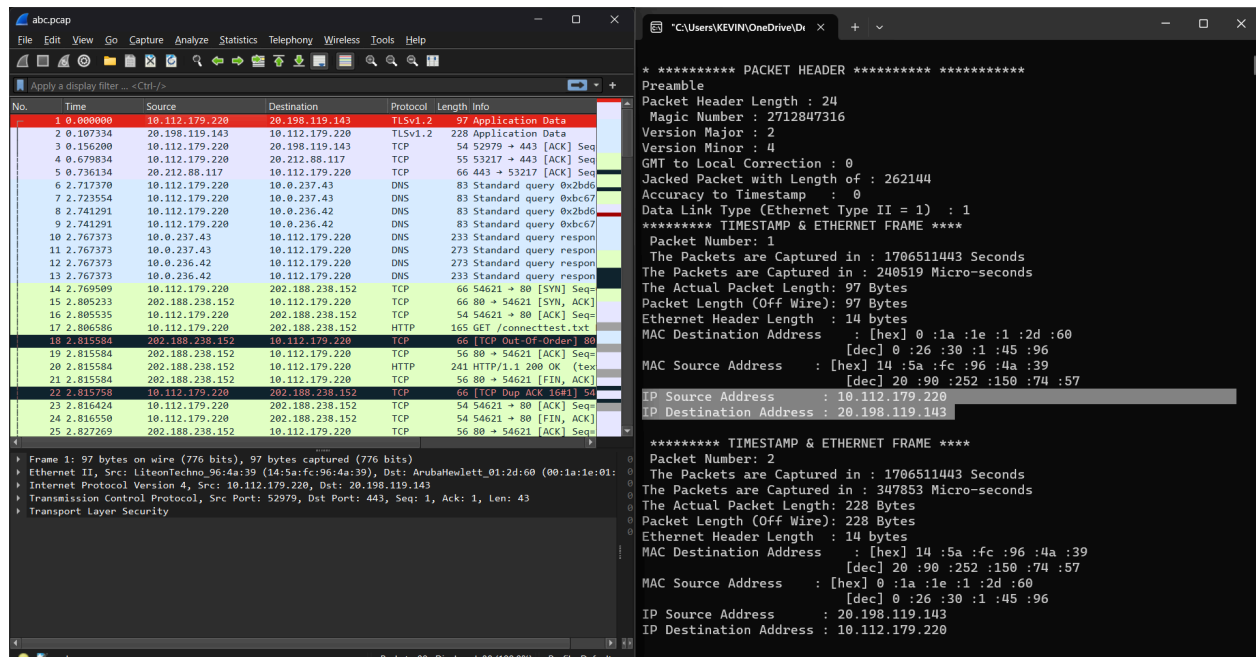 abc.pcap
File Edit View Go Capture Analyze Statistics Telephony Wireless Tools Help
Apply a display filter ... <Ctrl-/>
No. Time Source Destination Protocol Length Info
1 0.000000 10.112.179.220 20.198.119.143 TLSv1.2 97 Application Data
2 0.107334 20.198.119.143 10.112.179.220 TLSv1.2 228 Application Data
3 0.156200 10.112.179.220 20.198.119.143 TCP 54 52979 → 443 [ACK] Seq
4 0.679834 10.112.179.220 20.212.88.117 TCP 55 53217 → 443 [ACK] Seq
5 0.736134 20.212.88.117 10.112.179.220 TCP 66 443 → 53217 [ACK] Seq
6 2.717370 10.112.179.220 10.0.237.43 DNS 83 Standard query 0x2bd6
7 2.723554 10.112.179.220 10.0.237.43 DNS 83 Standard query 0xbc67
8 2.741291 10.112.179.220 10.0.236.42 DNS 83 Standard query 0x2bd6
9 2.741291 10.112.179.220 10.0.236.42 DNS 83 Standard query 0xbc67
10 2.767373 10.0.237.43 10.112.179.220 DNS 233 Standard query respon
11 2.767373 10.0.237.43 10.112.179.220 DNS 273 Standard query respon
12 2.767373 10.0.236.42 10.112.179.220 DNS 273 Standard query respon
13 2.767373 10.0.236.42 10.112.179.220 DNS 233 Standard query respon
14 2.769509 10.112.179.220 202.188.238.152 TCP 66 54621 → 80 [SYN] Seq=
15 2.805233 202.188.238.152 10.112.179.220 TCP 66 80 → 54621 [SYN, ACK]
16 2.805535 10.112.179.220 202.188.238.152 TCP 54 54621 → 80 [ACK] Seq=
17 2.806586 10.112.179.220 202.188.238.152 HTTP 165 GET /connecttest.txt
18 2.815584 202.188.238.152 10.112.179.220 TCP 66 [TCP Out-Of-Order] 80
19 2.815584 202.188.238.152 10.112.179.220 TCP 56 80 → 54621 [ACK] Seq=
20 2.815584 202.188.238.152 10.112.179.220 HTTP 241 HTTP/1.1 200 OK (tex
21 2.815584 202.188.238.152 10.112.179.220 TCP 56 80 → 54621 [FIN, ACK]
22 2.815758 10.112.179.220 202.188.238.152 TCP 66 [TCP Dup ACK 16#1] 54
23 2.816424 10.112.179.220 202.188.238.152 TCP 54 54621 → 80 [ACK] Seq=
24 2.816550 10.112.179.220 202.188.238.152 TCP 54 54621 → 80 [FIN, ACK]
25 2.827269 202.188.238.152 10.112.179.220 TCP 56 80 → 54621 [ACK] Seq=
Frame 1: 97 bytes on wire (776 bits), 97 bytes captured (776 bits)
Ethernet II, Src: LiteonTechno_96:4a:39 (14:5a:fc:96:4a:39), Dst: ArubaHewlett_01:2d:60 (00:1a:1e:01:
Internet Protocol Version 4, Src: 10.112.179.220, Dst: 20.198.119.143
Transmission Control Protocol, Src Port: 52979, Dst Port: 443, Seq: 1, Ack: 1, Len: 43
Transport Layer Security
"C:\Users\KEVIN\OneDrive\De
* ********** PACKET HEADER ********** ***********
Preamble
Packet Header Length : 24
Magic Number : 2712847316
Version Major : 2
Version Minor : 4
GMT to Local Correction : 0
Jacked Packet with Length of : 262144
Accuracy to Timestamp : 0
Data Link Type (Ethernet Type II = 1) : 1
********* TIMESTAMP & ETHERNET FRAME ****
Packet Number: 1
The Packets are Captured in : 1706511443 Seconds
The Packets are Captured in : 240519 Micro-seconds
The Actual Packet Length: 97 Bytes
Packet Length (Off Wire): 97 Bytes
Ethernet Header Length : 14 bytes
MAC Destination Address : [hex] 0 :1a :1e :1 :2d :60
[dec] 0 :26 :30 :1 :45 :96
MAC Source Address : [hex] 14 :5a :fc :96 :4a :39
[dec] 20 :90 :252 :150 :74 :57
IP Source Address : 10.112.179.220
IP Destination Address : 20.198.119.143
********* TIMESTAMP & ETHERNET FRAME ****
Packet Number: 2
The Packets are Captured in : 1706511443 Seconds
The Packets are Captured in : 347853 Micro-seconds
The Actual Packet Length: 228 Bytes
Packet Length (Off Wire): 228 Bytes
Ethernet Header Length : 14 bytes
MAC Destination Address : [hex] 14 :5a :fc :96 :4a :39
[dec] 20 :90 :252 :150 :74 :57
MAC Source Address : [hex] 0 :1a :1e :1 :2d :60
[dec] 0 :26 :30 :1 :45 :96
IP Source Address : 20.198.119.143
IP Destination Address : 10.112.179.220